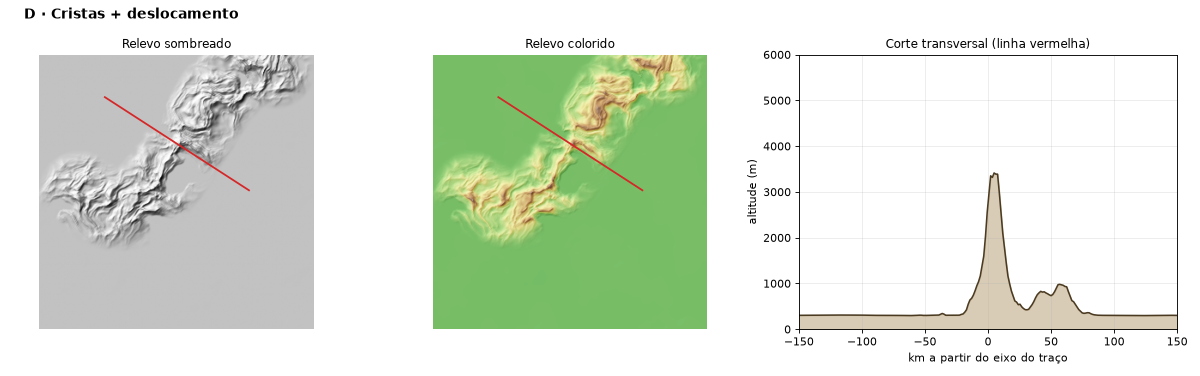 D · Cristas + deslocamento
Relevo sombreado
Relevo colorido
Corte transversal (linha vermelha)
6000
5000
4000
3000
2000
1000
0
altitude (m)
−150
−100
−50
0
50
100
150
km a partir do eixo do traço